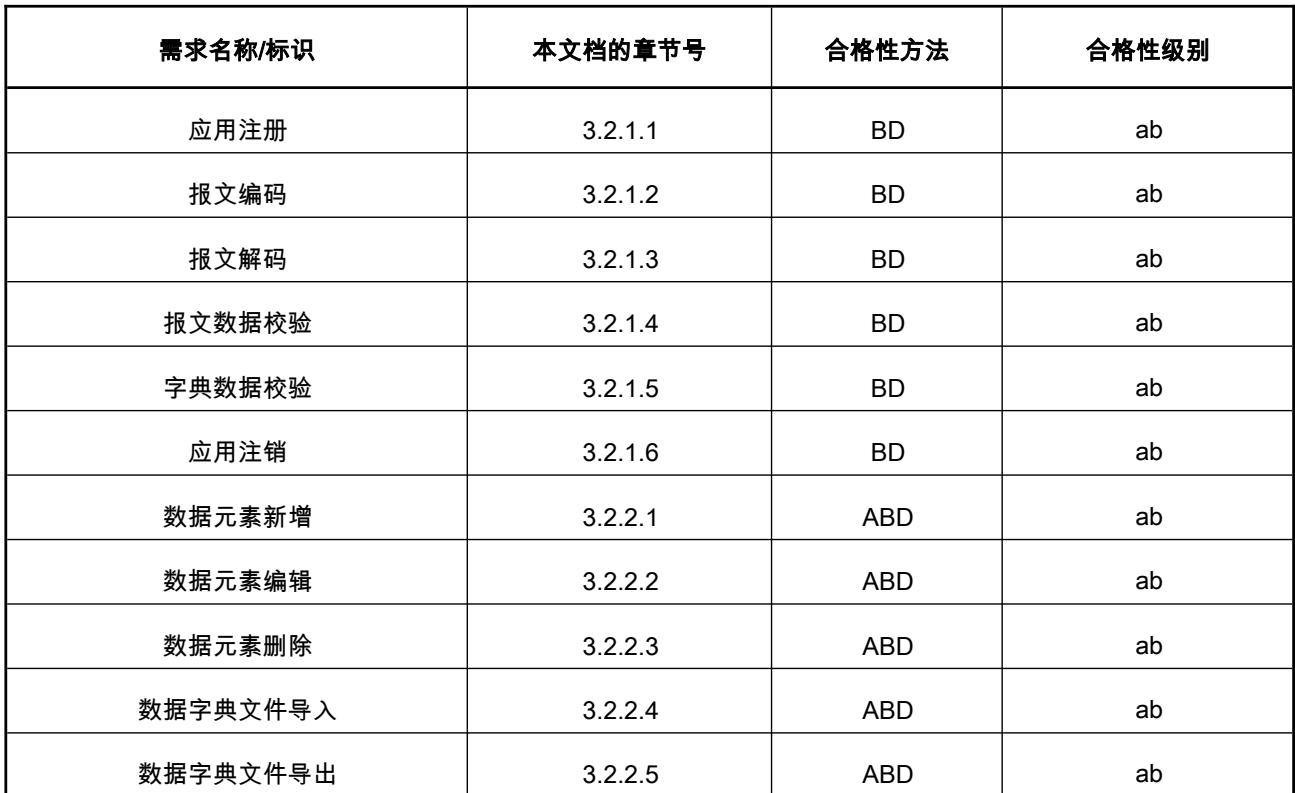 需求名称/标识 本文档的章节号 合格性方法 合格性级别
应用注册 3.2.1.1 BD ab
报文编码 3.2.1.2 BD ab
报文解码 3.2.1.3 BD ab
报文数据校验 3.2.1.4 BD ab
字典数据校验 3.2.1.5 BD ab
应用注销 3.2.1.6 BD ab
数据元素新增 3.2.2.1 ABD ab
数据元素编辑 3.2.2.2 ABD ab
数据元素删除 3.2.2.3 ABD ab
数据字典文件导入 3.2.2.4 ABD ab
数据字典文件导出 3.2.2.5 ABD ab